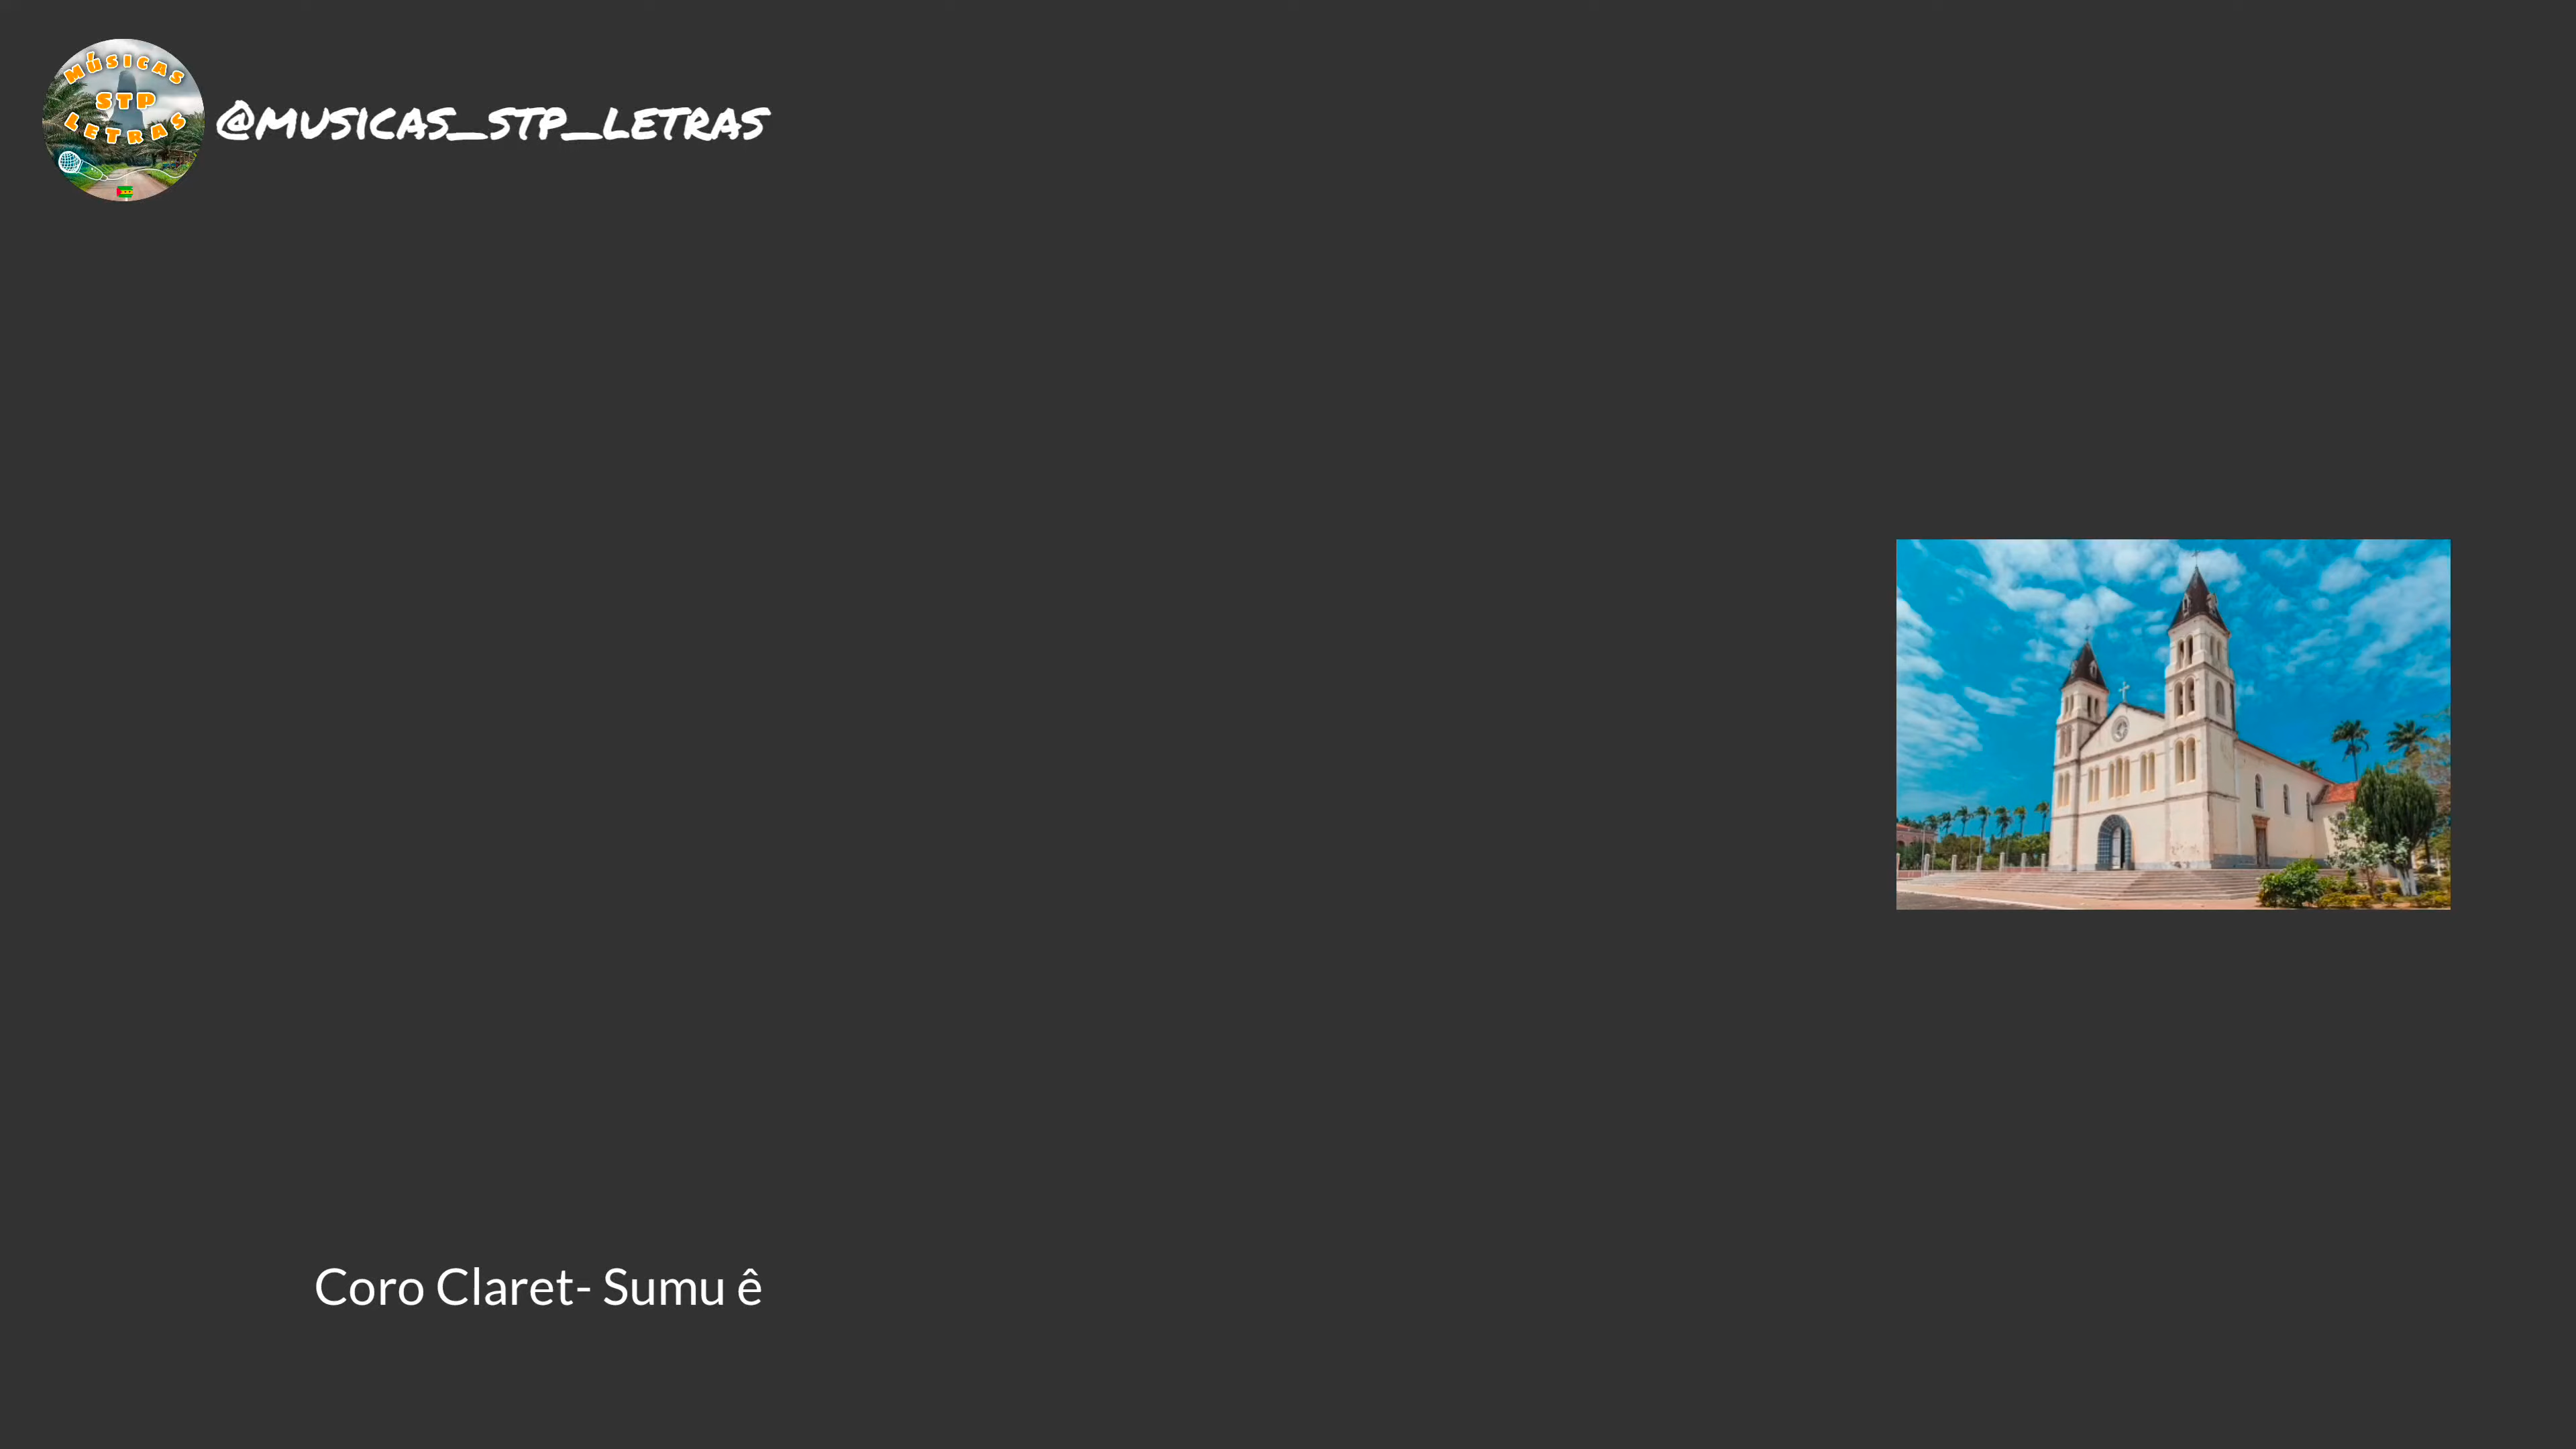 Músicas
STP
Letras
@musicas_stp_letras
Coro Claret- Sumu ê